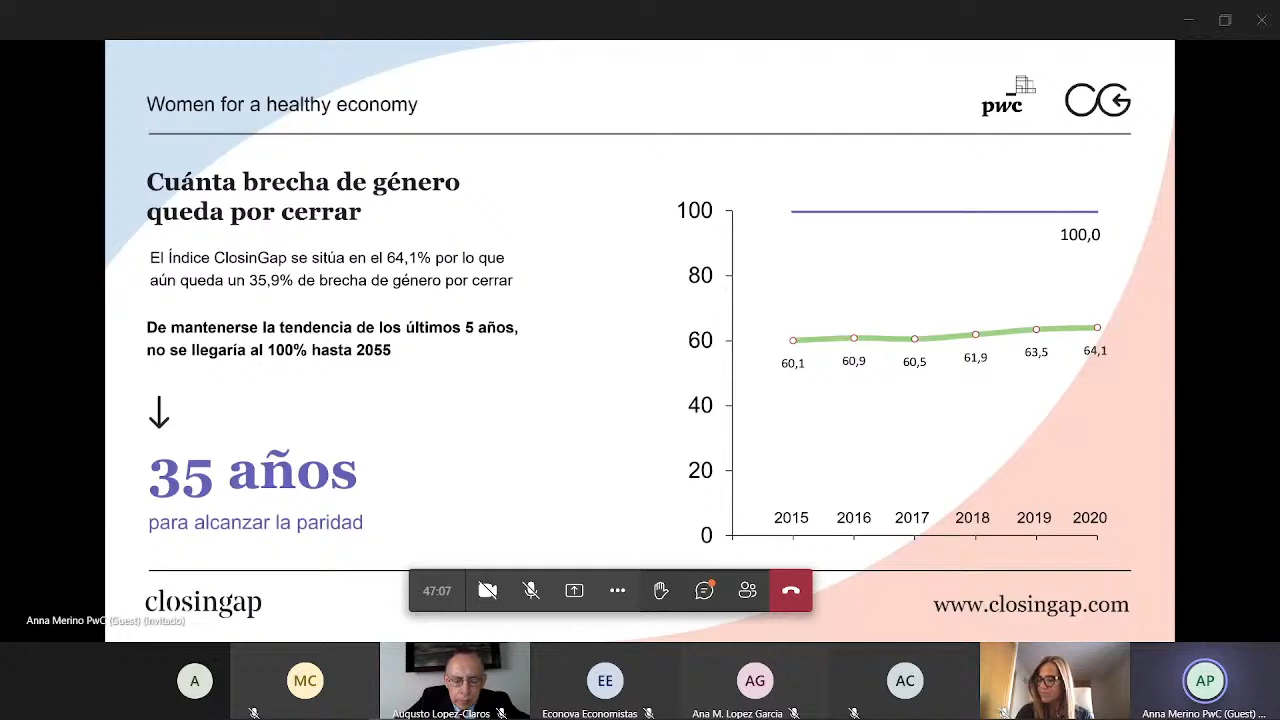 Women for a healthy economy
pwc
CG
Cuánta brecha de género
queda por cerrar
El Índice ClosinGap se sitúa en el 64,1% por lo que
aún queda un 35,9% de brecha de género por cerrar
De mantenerse la tendencia de los últimos 5 años,
no se llegaría al 100% hasta 2055
35 años
para alcanzar la paridad
100
80
60
40
20
0
100,0
60,1
60,9
60,5
61,9
63,5
64,1
2015
2016
2017
2018
2019
2020
closingap
www.closingap.com
47:07
Anna Merino PwC (Guest) (Invitado)
A
MC
Augusto Lopez-Claros
EE
Econova Economistas
AG
Ana M. Lopez Garcia
AC
AP
Anna Merino PwC (Guest) ...